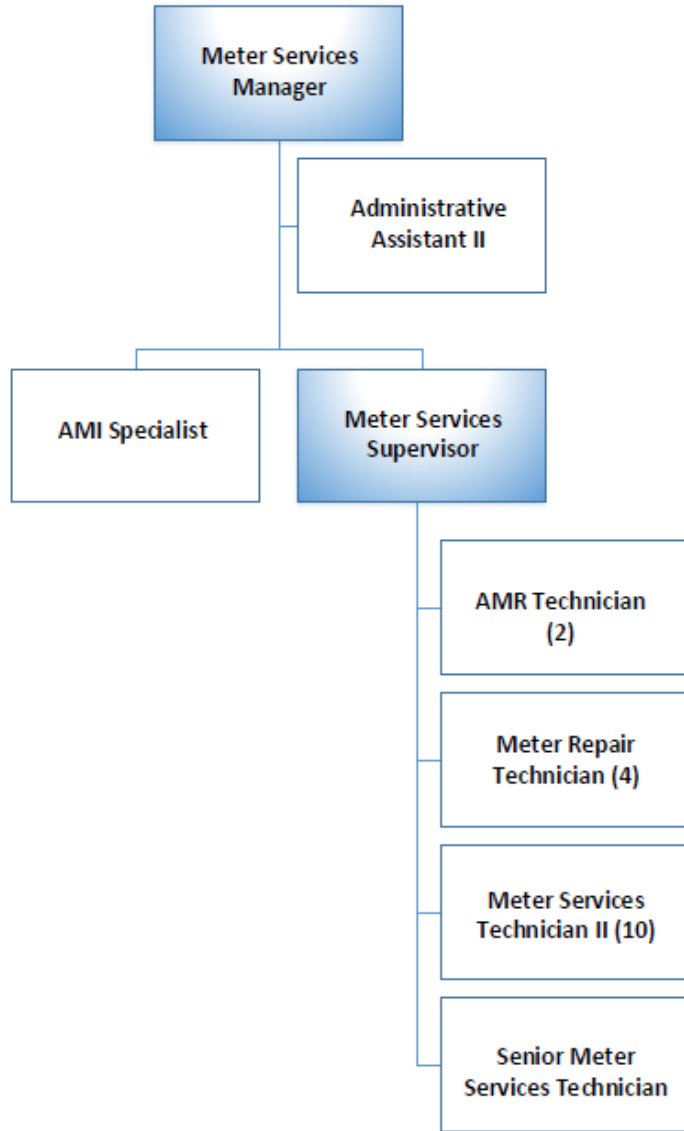 Meter Services
Manager
Administrative
Assistant II
AMI Specialist
Meter Services
Supervisor
AMR Technician
(2)
Meter Repair
Technician (4)
Meter Services
Technician II (10)
Senior Meter
Services Technician